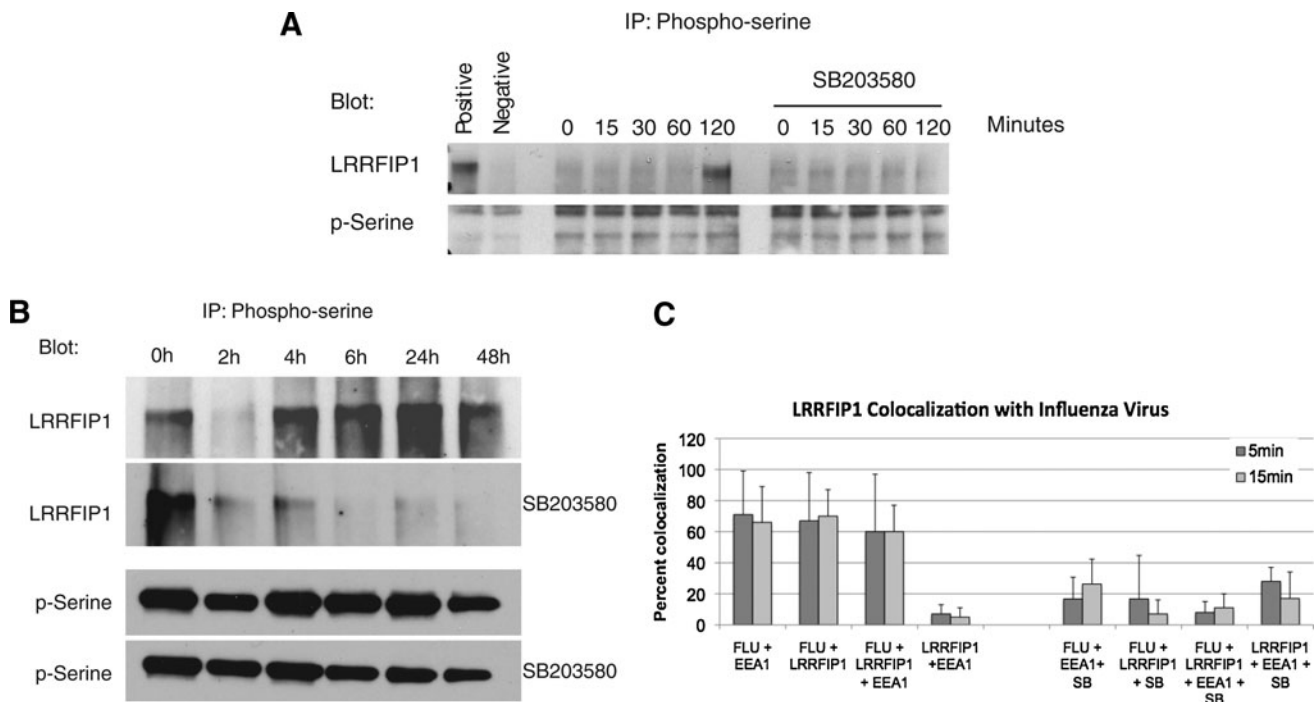 A
IP: Phospho-serine
SB203580
Blot:
Positive
Negative
0 15 30 60 120 0 15 30 60 120 Minutes
LRRFIP1
p-Serine
B
IP: Phospho-serine
Blot:
0h 2h 4h 6h 24h 48h
LRRFIP1
LRRFIP1 SB203580
p-Serine
p-Serine SB203580
C
LRRFIP1 Colocalization with Influenza Virus
5min
15min
Percent colocalization
120
100
80
60
40
20
0
FLU + EEA1
FLU + LRRFIP1
FLU + LRRFIP1 + EEA1
LRRFIP1 +EEA1
FLU + EEA1+ SB
FLU + LRRFIP1 + SB
FLU + LRRFIP1 + EEA1 + SB
LRRFIP1 + EEA1 + SB